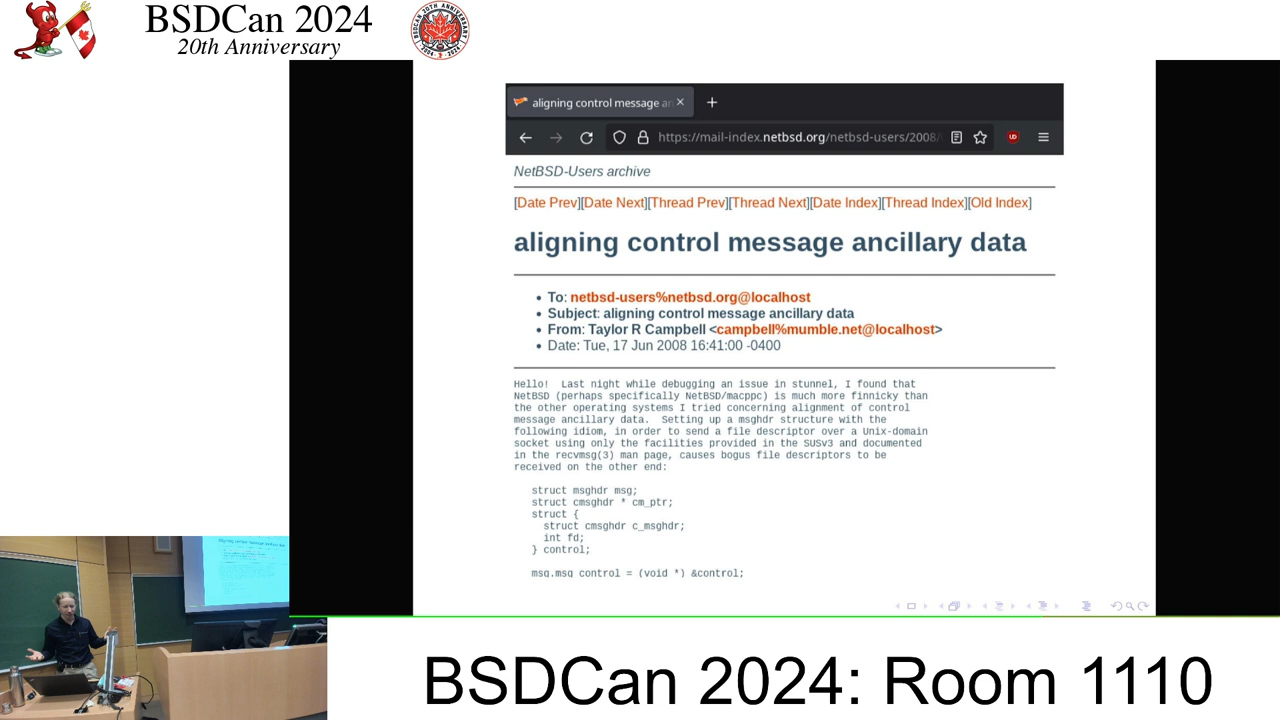 BSDCan 2024
20th Anniversary
aligning control message an
https://mail-index.netbsd.org/netbsd-users/2008/
NetBSD-Users archive
[Date Prev][Date Next][Thread Prev][Thread Next][Date Index][Thread Index][Old Index]
aligning control message ancillary data
• To: netbsd-users%netbsd.org@localhost
• Subject: aligning control message ancillary data
• From: Taylor R Campbell <campbell%mumble.net@localhost>
• Date: Tue, 17 Jun 2008 16:41:00 -0400
Hello!  Last night while debugging an issue in stunnel, I found that
NetBSD (perhaps specifically NetBSD/macppc) is much more finnicky than
the other operating systems I tried concerning alignment of control
message ancillary data.  Setting up a msghdr structure with the
following idiom, in order to send a file descriptor over a Unix-domain
socket using only the facilities provided in the SUSv3 and documented
in the recvmsg(3) man page, causes bogus file descriptors to be
received on the other end:
struct msghdr msg;
struct cmsghdr * cm_ptr;
struct {
struct cmsghdr c_msghdr;
int fd;
} control;
msg.msg_control = (void *) &control;
BSDCan 2024: Room 1110